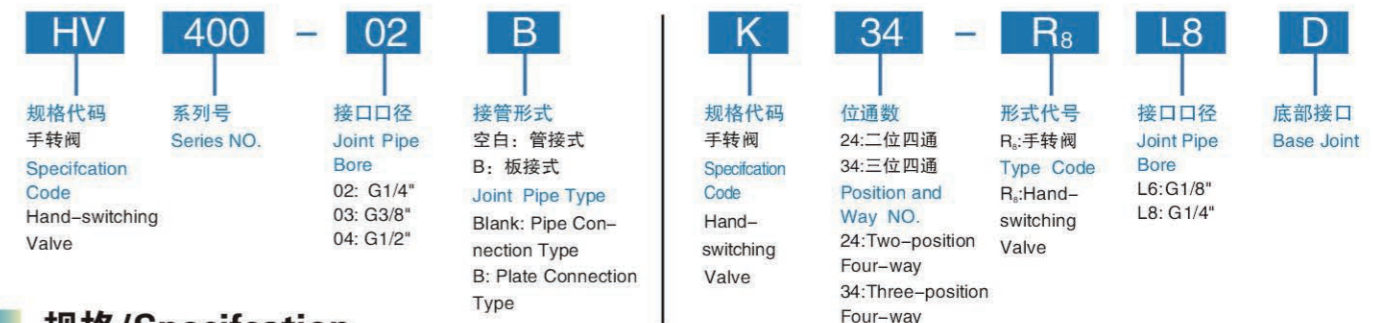 HV 400 - 02 B
规格代码
手转阀
Specifcation
Code
Hand-switching
Valve
系列号
Series NO.
接口口径
Joint Pipe
Bore
02: G1/4"
03: G3/8"
04: G1/2"
接管形式
空白：管接式
B：板接式
Joint Pipe Type
Blank: Pipe Con-
nection Type
B: Plate Connection
Type
K 34 - R₈ L8 D
规格代码
手转阀
Specifcation
Code
Hand-
switching
Valve
位通数
24:二位四通
34:三位四通
Position and
Way NO.
24:Two-position
Four-way
34:Three-position
Four-way
形式代号
R₈:手转阀
Type Code
R₈:Hand-
switching
Valve
接口口径
Joint Pipe
Bore
L6:G1/8"
L8: G1/4"
底部接口
Base Joint
规格/Specifcation